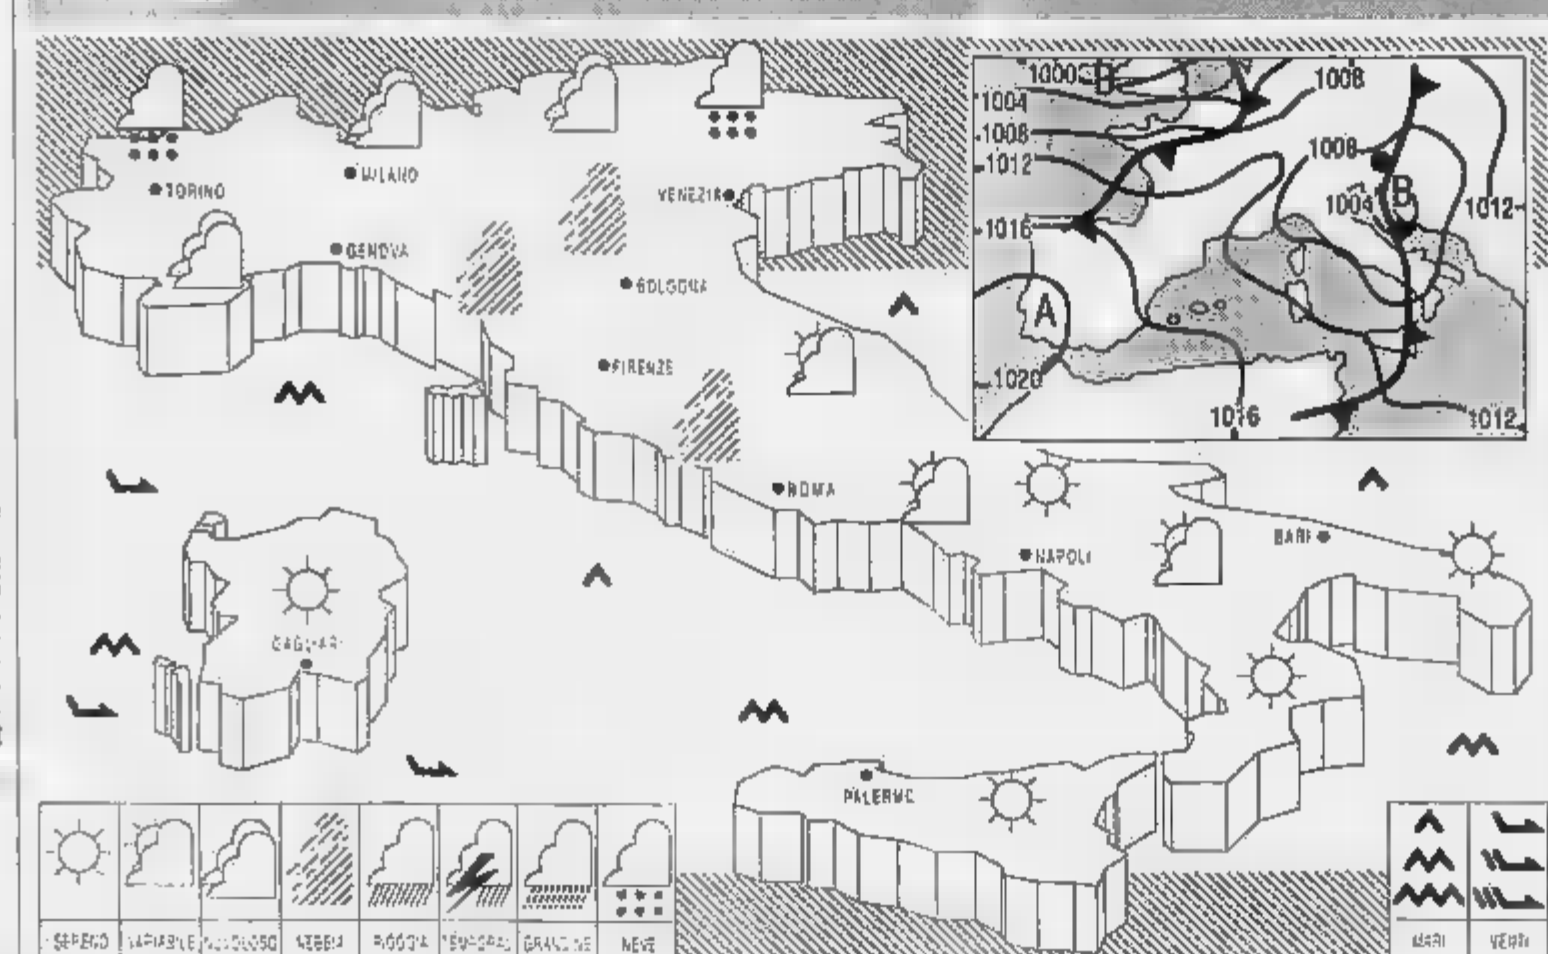 TORINO
MILANO
VENEZIA
GENOVA
BOLOGNA
FIRENZE
ROMA
NAPOLI
BARI
CAGLIARI
PALERMO
1000 B 1008
1004
1008
1012
1008
B
1004
1012
1016
A
1020
1016
1012
SERENO VARIABILE NUVOLOSO NEBBIA PIOGGIA TEMPORALI GRANDINE NEVE
MARI VENTI